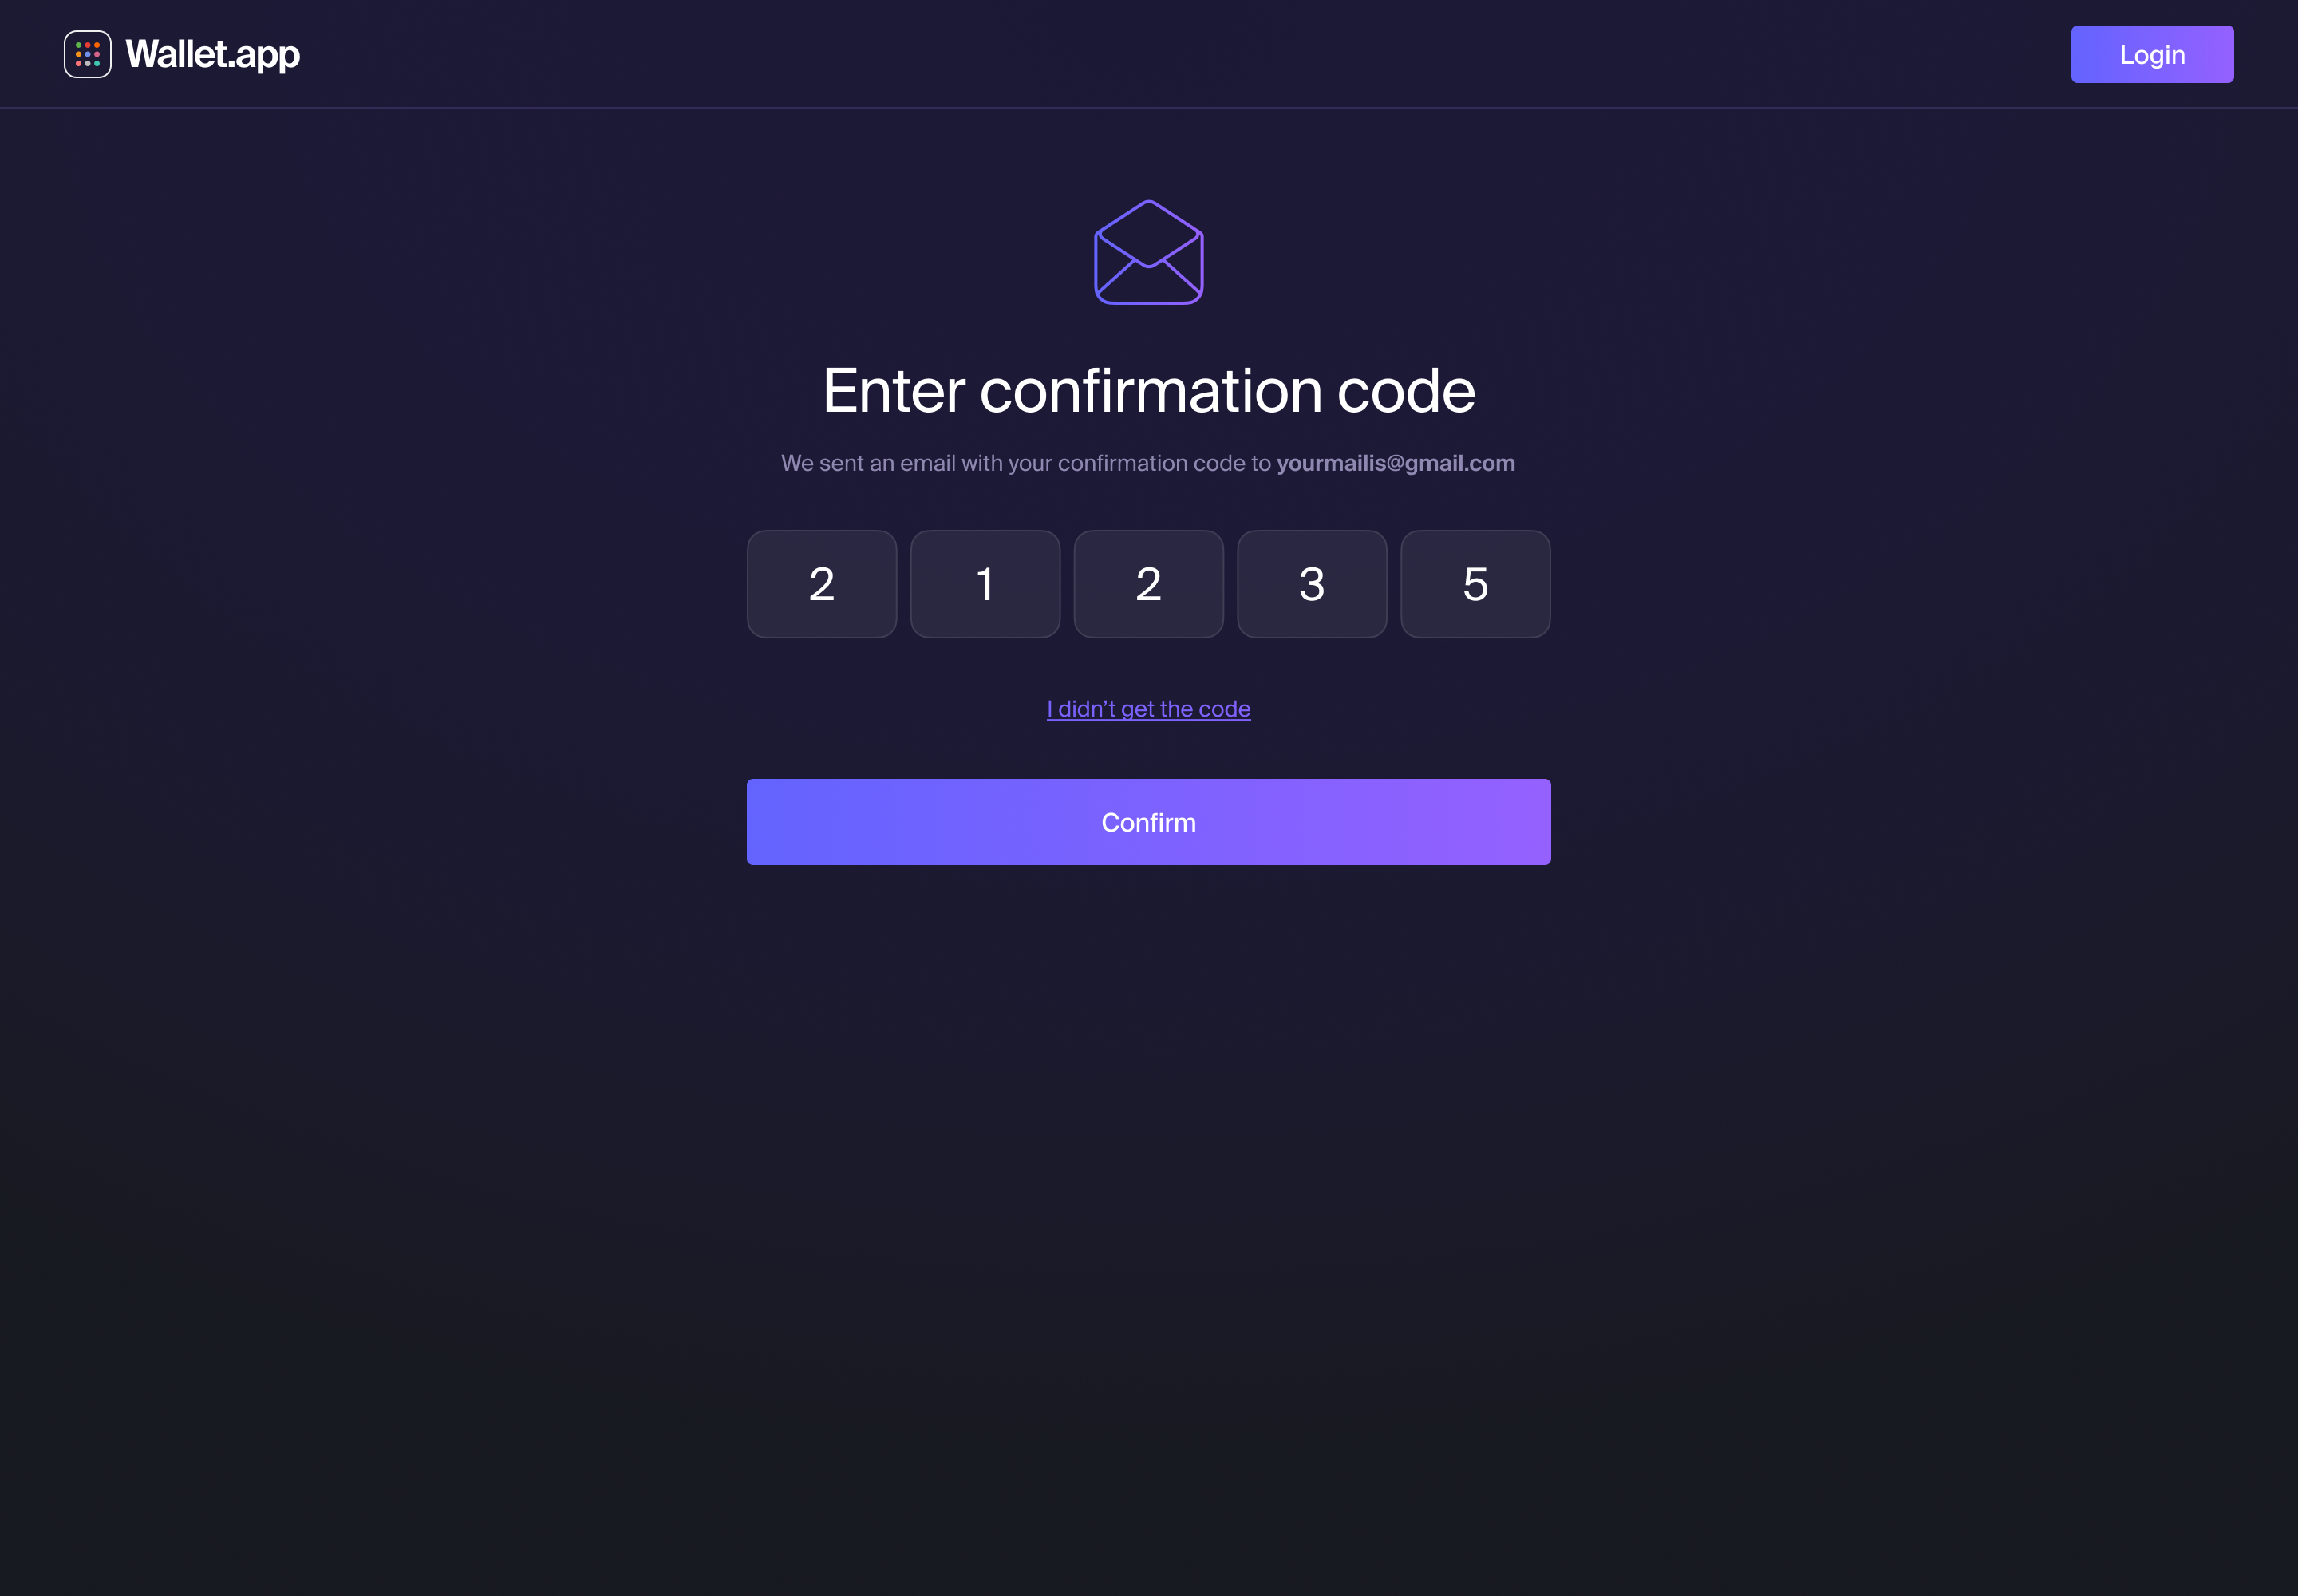 Wallet.app
Login
Enter confirmation code
We sent an email with your confirmation code to yourmailis@gmail.com
2 1 2 3 5
I didn’t get the code
Confirm